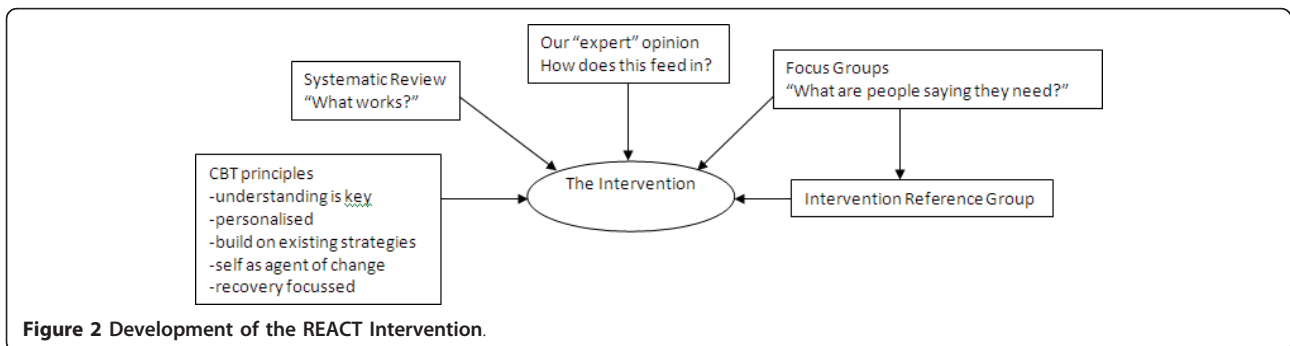 Our “expert” opinion
How does this feed in?
Systematic Review
“What works?”
Focus Groups
“What are people saying they need?”
CBT principles
-understanding is key
-personalised
-build on existing strategies
-self as agent of change
-recovery focussed
The Intervention
Intervention Reference Group
Figure 2 Development of the REACT Intervention.